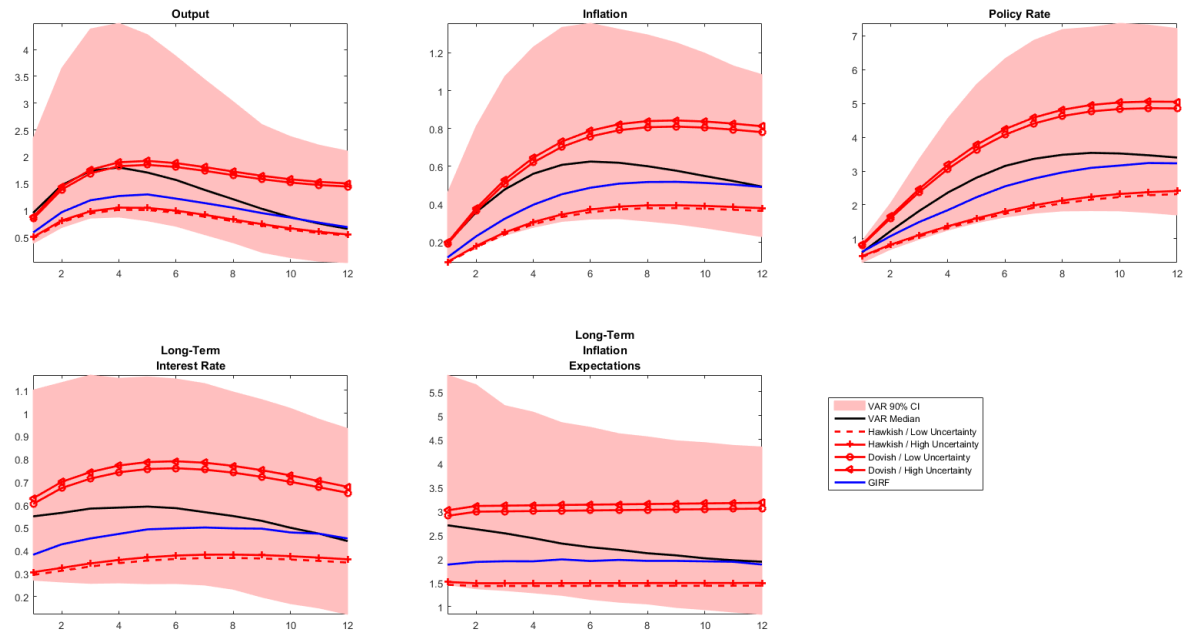 Output
4
3.5
3
2.5
2
1.5
1
0.5
2 4 6 8 10 12
Inflation
1.2
1
0.8
0.6
0.4
0.2
2 4 6 8 10 12
Policy Rate
7
6
5
4
3
2
1
2 4 6 8 10 12
Long-Term
Interest Rate
1.1
1
0.9
0.8
0.7
0.6
0.5
0.4
0.3
0.2
2 4 6 8 10 12
Long-Term
Inflation
Expectations
5.5
5
4.5
4
3.5
3
2.5
2
1.5
1
2 4 6 8 10 12
VAR 90% CI
VAR Median
Hawkish / Low Uncertainty
Hawkish / High Uncertainty
Dovish / Low Uncertainty
Dovish / High Uncertainty
GIRF